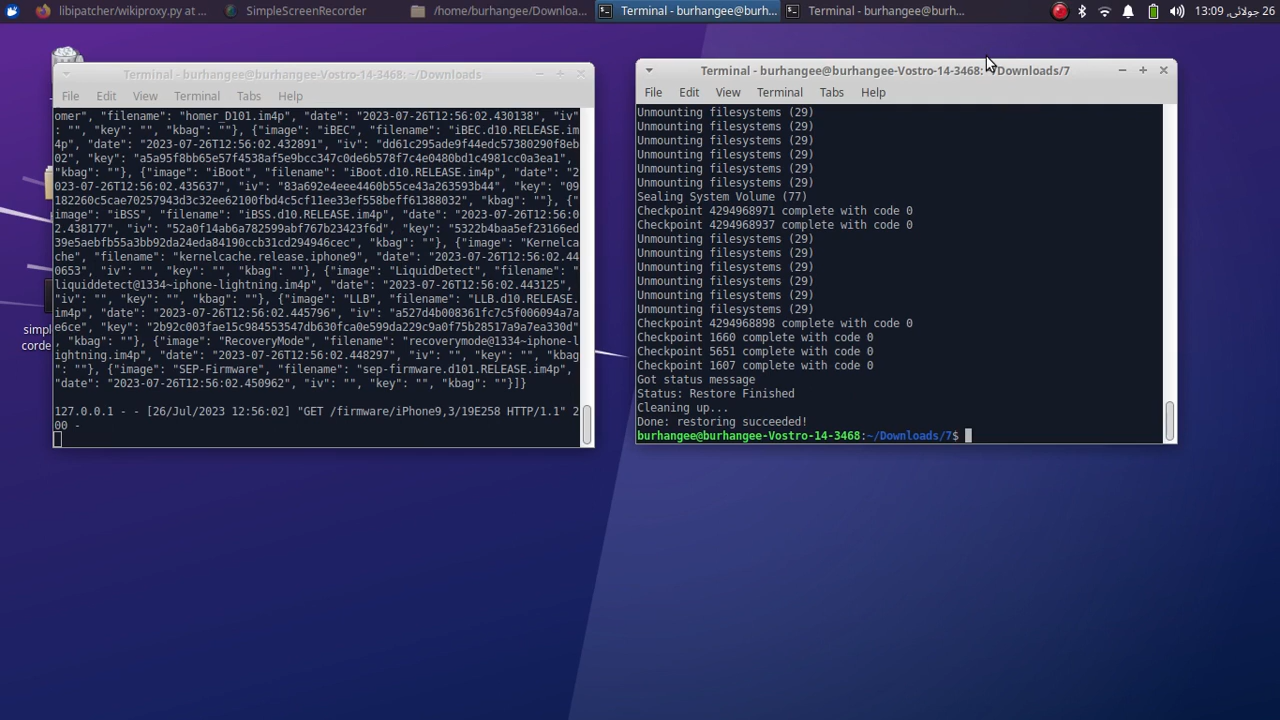 libipatcher/wikiproxy.py at ...
SimpleScreenRecorder
/home/burhangee/Downloa...
Terminal - burhangee@burh...
Terminal - burhangee@burh...
13:09 ,26 جولائی
Terminal - burhangee@burhangee-Vostro-14-3468: ~/Downloads
File Edit View Terminal Tabs Help
omer", "filename": "homer_D101.im4p", "date": "2023-07-26T12:56:02.430138", "iv"
: "", "key": "", "kbag": ""}, {"image": "iBEC", "filename": "iBEC.d10.RELEASE.im
4p", "date": "2023-07-26T12:56:02.432891", "iv": "dd61c295ade9f44edc57380290f8eb
02", "key": "a5a95f8bb65e57f4538af5e9bcc347c0de6b578f7c4e0480bd1c4981cc0a3ea1",
"kbag": ""}, {"image": "iBoot", "filename": "iBoot.d10.RELEASE.im4p", "date": "2
023-07-26T12:56:02.435637", "iv": "83a692e4eee4460b55ce43a263593b44", "key": "09
182260c5cae70257943d3c32ee62100fbd4c5cf11ee33ef558beff61388032", "kbag": ""}, {"
image": "iBSS", "filename": "iBSS.d10.RELEASE.im4p", "date": "2023-07-26T12:56:0
2.438177", "iv": "52a0f14ab6a782599abf767b23423f6d", "key": "5322b4baa5ef23166ed
39e5aebfb55a3bb92da24eda84190ccb31cd294946cec", "kbag": ""}, {"image": "Kernelca
che", "filename": "kernelcache.release.iphone9", "date": "2023-07-26T12:56:02.44
0653", "iv": "", "key": "", "kbag": ""}, {"image": "LiquidDetect", "filename": "
liquiddetect@1334~iphone-lightning.im4p", "date": "2023-07-26T12:56:02.443125",
"iv": "", "key": "", "kbag": ""}, {"image": "LLB", "filename": "LLB.d10.RELEASE.
im4p", "date": "2023-07-26T12:56:02.445796", "iv": "a527d4b008361fc7c5f006094a7a
e6ce", "key": "2b92c003fae15c984553547db630fca0e599da229c9a0f75b28517a9a7ea330d"
, "kbag": ""}, {"image": "RecoveryMode", "filename": "recoverymode@1334~iphone-l
ightning.im4p", "date": "2023-07-26T12:56:02.448297", "iv": "", "key": "", "kbag
": ""}, {"image": "SEP-Firmware", "filename": "sep-firmware.d101.RELEASE.im4p",
"date": "2023-07-26T12:56:02.450962", "iv": "", "key": "", "kbag": ""}]}
127.0.0.1 - - [26/Jul/2023 12:56:02] "GET /firmware/iPhone9,3/19E258 HTTP/1.1" 2
00 -
Terminal - burhangee@burhangee-Vostro-14-3468: ~/Downloads/7
File Edit View Terminal Tabs Help
Unmounting filesystems (29)
Unmounting filesystems (29)
Unmounting filesystems (29)
Unmounting filesystems (29)
Unmounting filesystems (29)
Unmounting filesystems (29)
Sealing System Volume (77)
Checkpoint 4294968971 complete with code 0
Checkpoint 4294968937 complete with code 0
Unmounting filesystems (29)
Unmounting filesystems (29)
Unmounting filesystems (29)
Unmounting filesystems (29)
Unmounting filesystems (29)
Unmounting filesystems (29)
Checkpoint 4294968898 complete with code 0
Checkpoint 1660 complete with code 0
Checkpoint 5651 complete with code 0
Checkpoint 1607 complete with code 0
Got status message
Status: Restore Finished
Cleaning up...
Done: restoring succeeded!
burhangee@burhangee-Vostro-14-3468:~/Downloads/7$
simp
corde